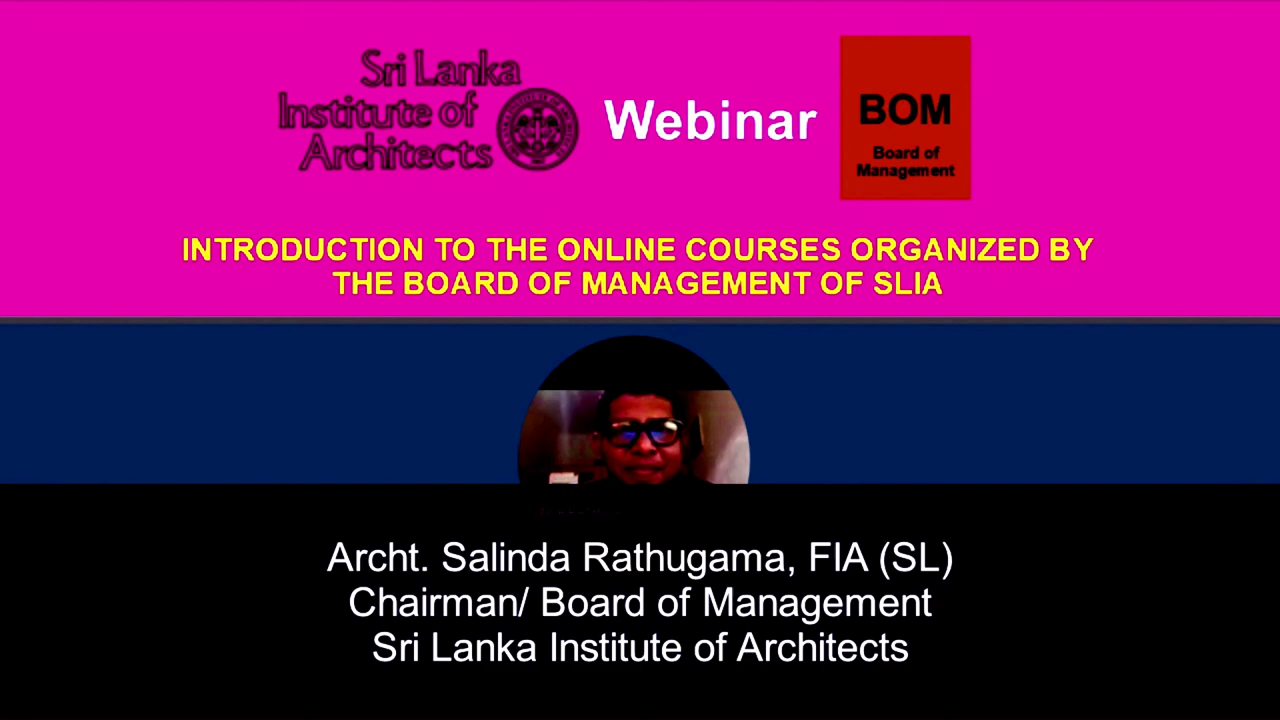 Sri Lanka
Institute of
Architects
Webinar
BOM
Board of
Management
INTRODUCTION TO THE ONLINE COURSES ORGANIZED BY
THE BOARD OF MANAGEMENT OF SLIA
Archt. Salinda Rathugama, FIA (SL)
Chairman/ Board of Management
Sri Lanka Institute of Architects